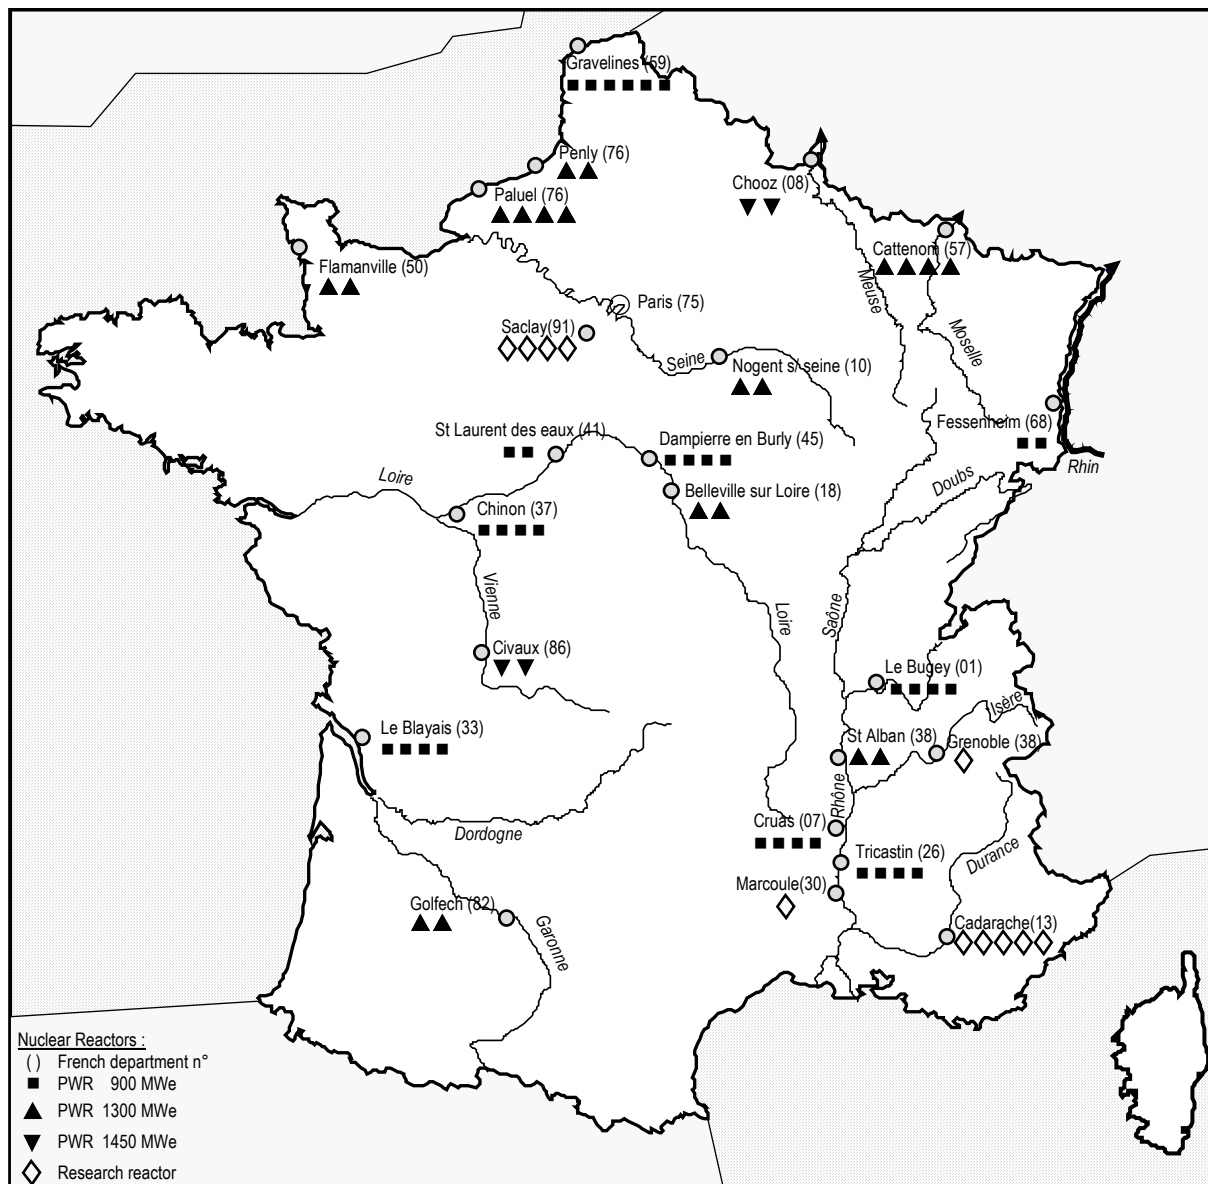 Gravelines (59)
Penly (76)
Chooz (08)
Paluel (76)
Cattenom (57)
Flamanville (50)
Meuse
Paris (75)
Saclay(91)
Moselle
Seine
Nogent s/seine (10)
Fessenheim (68)
St Laurent des eaux (41)
Dampierre en Burly (45)
Rhin
Loire
Doubs
Belleville sur Loire (18)
Chinon (37)
Vienne
Loire
Saône
Civaux (86)
Le Bugey (01)
Isère
Le Blayais (33)
St Alban (38)
Grenoble (38)
Rhône
Cruas (07)
Dordogne
Tricastin (26)
Durance
Marcoule(30)
Golfech (82)
Cadarache(13)
Garonne
Nuclear Reactors :
( ) French department n°
PWR 900 MWe
PWR 1300 MWe
PWR 1450 MWe
Research reactor